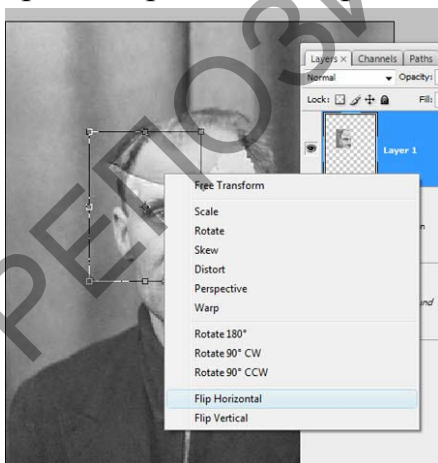 Layers × Channels Paths
Normal Opacity:
Lock: Fill:
Layer 1
Free Transform
Scale
Rotate
Skew
Distort
Perspective
Warp
Rotate 180°
Rotate 90° CW
Rotate 90° CCW
Flip Horizontal
Flip Vertical